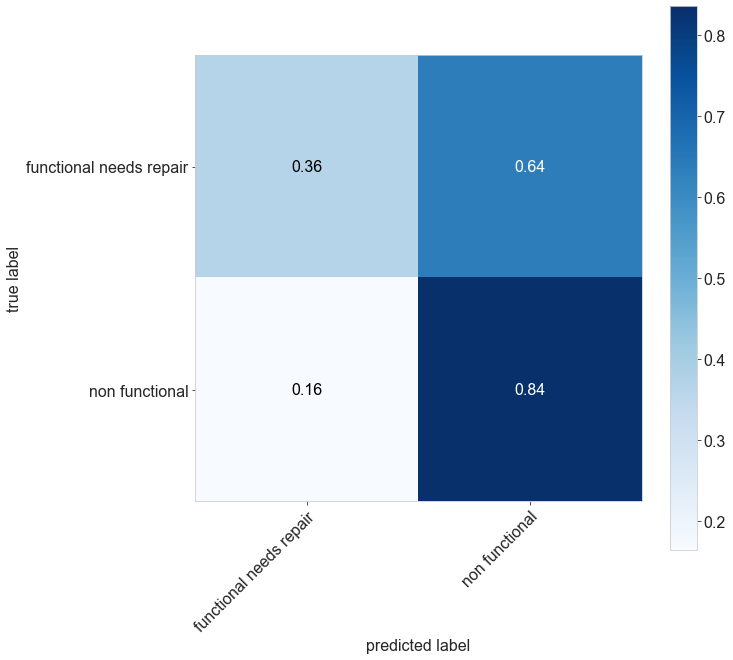 0.8
0.7
0.6
0.5
0.4
0.3
0.2
true label
functional needs repair
non functional
0.36
0.64
0.16
0.84
functional needs repair
non functional
predicted label